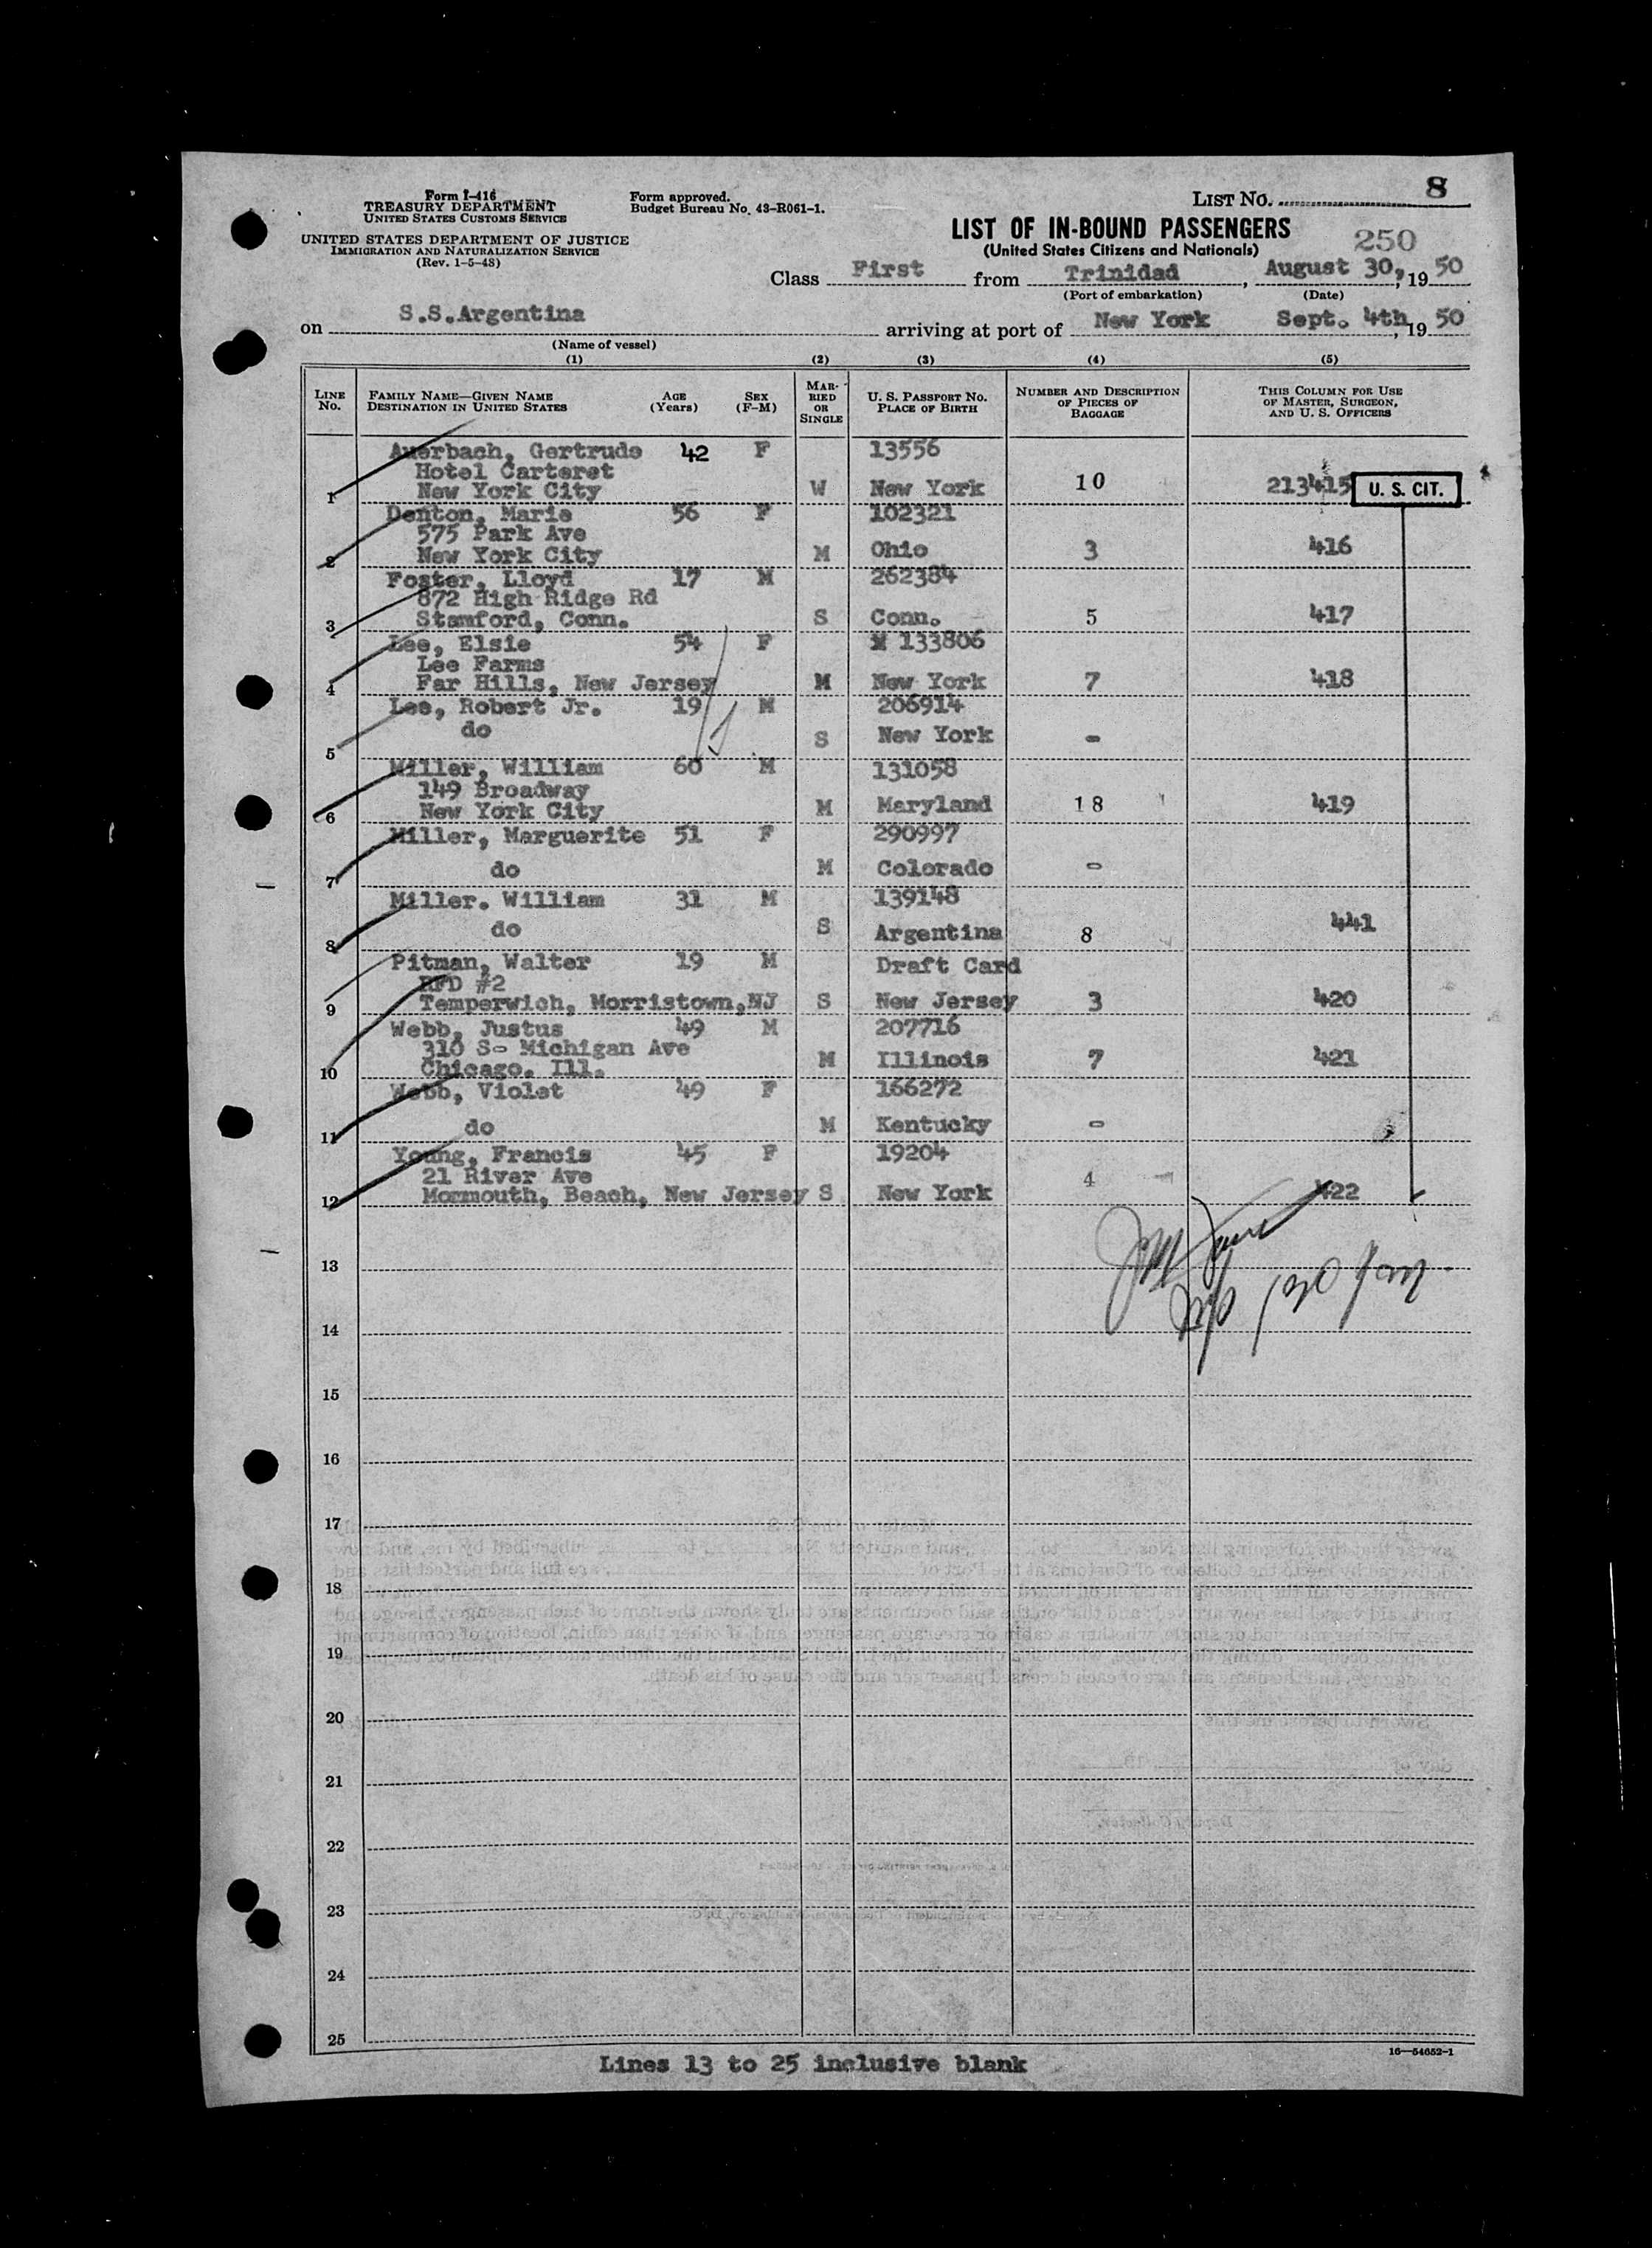 Form I-416
TREASURY DEPARTMENT
UNITED STATES CUSTOMS SERVICE
UNITED STATES DEPARTMENT OF JUSTICE
IMMIGRATION AND NATURALIZATION SERVICE
(Rev. 1-5-48)
Form approved.
Budget Bureau No. 43-R061-1.
LIST NO. 8
LIST OF IN-BOUND PASSENGERS
(United States Citizens and Nationals)
250
Class First from Trinidad, August 30, 1950
(Port of embarkation) (Date)
on S.S.Argentina arriving at port of New York Sept. 4th, 1950
(Name of vessel)
(1) (2) (3) (4) (5)
LINE No. FAMILY NAME—GIVEN NAME DESTINATION IN UNITED STATES AGE (Years) SEX (F-M) MARRIED OR SINGLE U. S. PASSPORT NO. PLACE OF BIRTH NUMBER AND DESCRIPTION OF PIECES OF BAGGAGE THIS COLUMN FOR USE OF MASTER, SURGEON, AND U. S. OFFICERS
Auerbach, Gertrude 42 F 13556
Hotel Carteret
1 New York City W New York 10 213415 U. S. CIT.
Denton, Marie 56 F 102321
575 Park Ave
2 New York City M Ohio 3 416
Foster, Lloyd 17 M 262384
872 High Ridge Rd
3 Stamford, Conn. S Conn. 5 417
Lee, Elsie 54 F 133806
Lee Farms
4 Far Hills, New Jersey M New York 7 418
Lee, Robert Jr. 19 M 206914
do
5 S New York -
Miller, William 60 M 131058
149 Broadway
6 New York City M Maryland 18 419
Miller, Marguerite 51 F 290997
7 do M Colorado -
Miller. William 31 M 139148
8 do S Argentina 8 441
Pitman, Walter 19 M Draft Card
RFD #2
9 Temperwich, Morristown,NJ S New Jersey 3 420
Webb, Justus 49 M 207716
310 S- Michigan Ave
10 Chicago. Ill. M Illinois 7 421
Webb, Violet 49 F 166272
11 do M Kentucky -
Young, Francis 45 F 19204
21 River Ave
12 Monmouth, Beach, New Jersey S New York 4 422
13
14
15
16
17
18
19
20
21
22
23
24
25
Lines 13 to 25 inclusive blank
16—54652-1